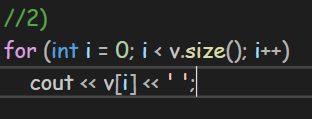 //2)
for (int i = 0; i < v.size(); i++)
cout << v[i] << ' ';